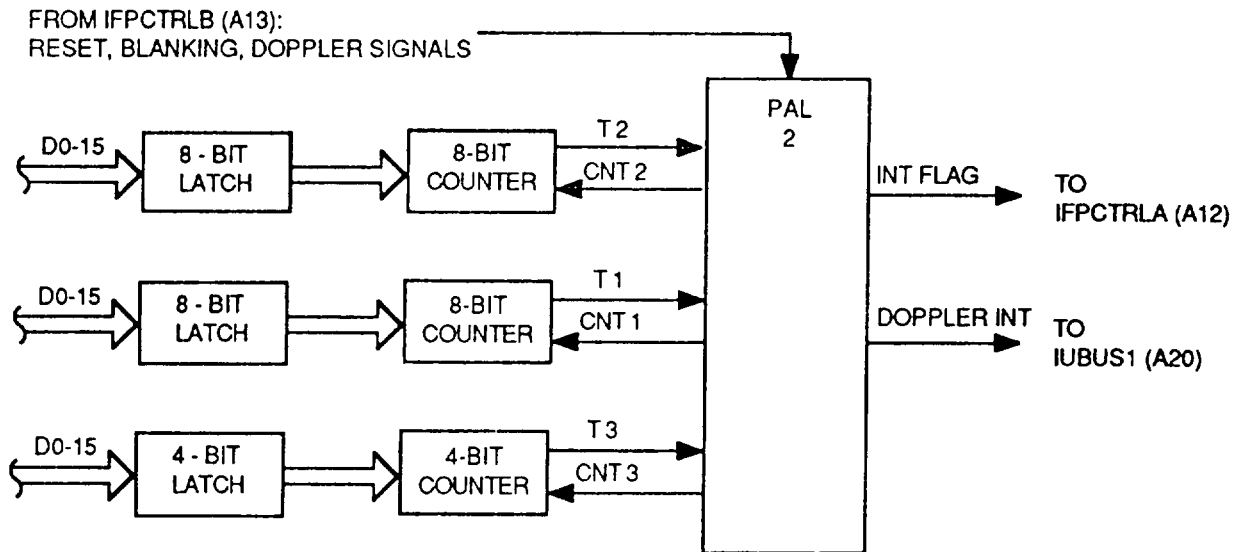 FROM IFPCTRLB (A13):
RESET, BLANKING, DOPPLER SIGNALS
PAL
2
D0-15
8 - BIT
LATCH
8-BIT
COUNTER
T 2
CNT 2
INT FLAG
TO
IFPCTRLA (A12)
D0-15
8 - BIT
LATCH
8-BIT
COUNTER
T 1
CNT 1
DOPPLER INT
TO
IUBUS1 (A20)
D0-15
4 - BIT
LATCH
4-BIT
COUNTER
T 3
CNT 3